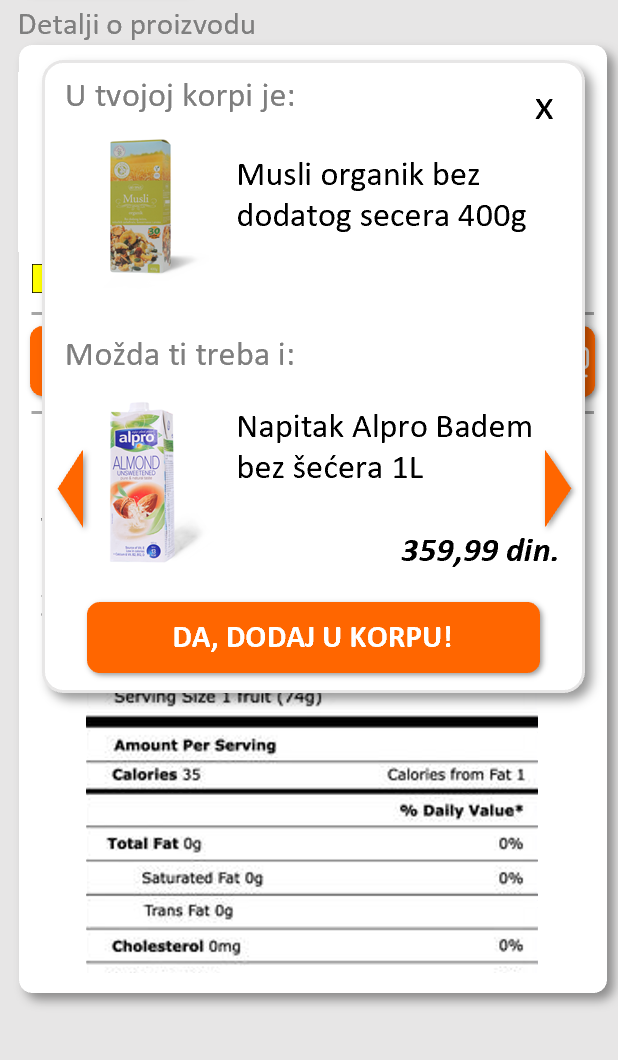 Detalji o proizvodu
U tvojoj korpi je:
X
Musli
Musli organik bez
dodatog secera 400g
Možda ti treba i:
alpro
ALMOND
UNSWEETENED
Napitak Alpro Badem
bez šećera 1L
359,99 din.
DA, DODAJ U KORPU!
Serving Size 1 fruit (74g)
Amount Per Serving
Calories 35 Calories from Fat 1
% Daily Value*
Total Fat 0g 0%
Saturated Fat 0g 0%
Trans Fat 0g
Cholesterol 0mg 0%